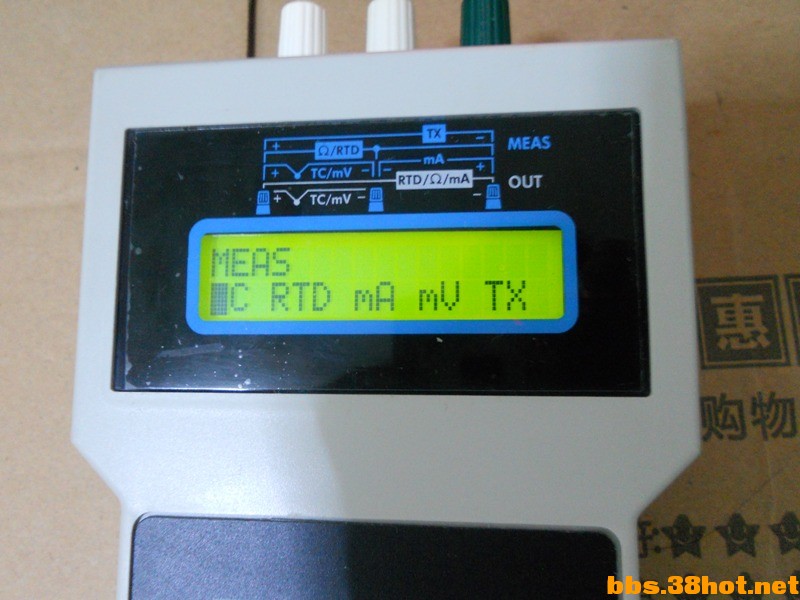 TX
+ −
Ω/RTD MEAS
mA
+ TC/mV − − +
RTD/Ω/mA OUT
+ TC/mV − −
MEAS
C RTD mA mV TX
惠
购物
bbs.38hot.net